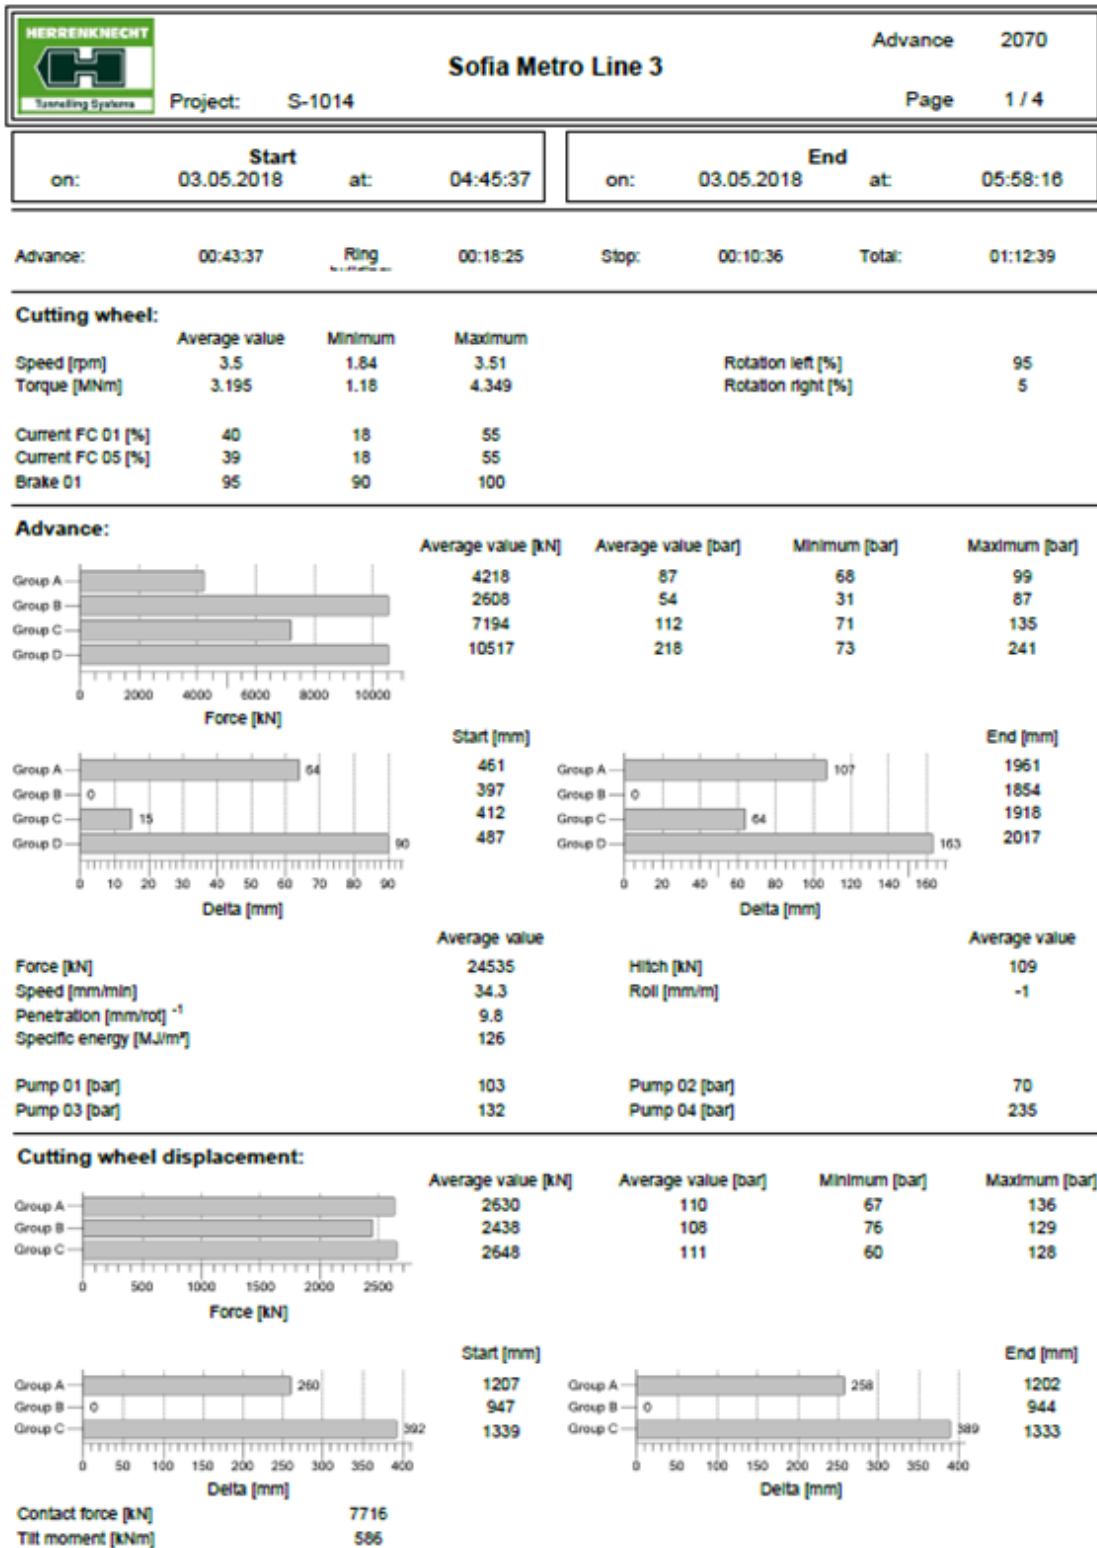 HERRENKNECHT
Tunnelling Systems
Advance 2070
Sofia Metro Line 3
Project: S-1014 Page 1 / 4
Start End
on: 03.05.2018 at: 04:45:37 on: 03.05.2018 at: 05:58:16
Advance: 00:43:37 Ring 00:18:25 Stop: 00:10:36 Total: 01:12:39
Cutting wheel:
Average value Minimum Maximum
Speed [rpm] 3.5 1.84 3.51 Rotation left [%] 95
Torque [MNm] 3.195 1.18 4.349 Rotation right [%] 5
Current FC 01 [%] 40 18 55
Current FC 05 [%] 39 18 55
Brake 01 95 90 100
Advance:
Average value [kN] Average value [bar] Minimum [bar] Maximum [bar]
Group A 4218 87 68 99
Group B 2608 54 31 87
Group C 7194 112 71 135
Group D 10517 218 73 241
0 2000 4000 6000 8000 10000
Force [kN]
Start [mm] End [mm]
Group A 64 461 Group A 107 1961
Group B 0 397 Group B 0 1854
Group C 15 412 Group C 64 1918
Group D 90 487 Group D 163 2017
0 10 20 30 40 50 60 70 80 90 0 20 40 60 80 100 120 140 160
Delta [mm] Delta [mm]
Average value Average value
Force [kN] 24535 Hitch [kN] 109
Speed [mm/min] 34.3 Roll [mm/m] -1
Penetration [mm/rot] -1 9.8
Specific energy [MJ/m³] 126
Pump 01 [bar] 103 Pump 02 [bar] 70
Pump 03 [bar] 132 Pump 04 [bar] 235
Cutting wheel displacement:
Average value [kN] Average value [bar] Minimum [bar] Maximum [bar]
Group A 2630 110 67 136
Group B 2438 108 76 129
Group C 2648 111 60 128
0 500 1000 1500 2000 2500
Force [kN]
Start [mm] End [mm]
Group A 260 1207 Group A 258 1202
Group B 0 947 Group B 0 944
Group C 392 1339 Group C 389 1333
0 50 100 150 200 250 300 350 400 0 50 100 150 200 250 300 350 400
Delta [mm] Delta [mm]
Contact force [kN] 7716
Tilt moment [kNm] 586